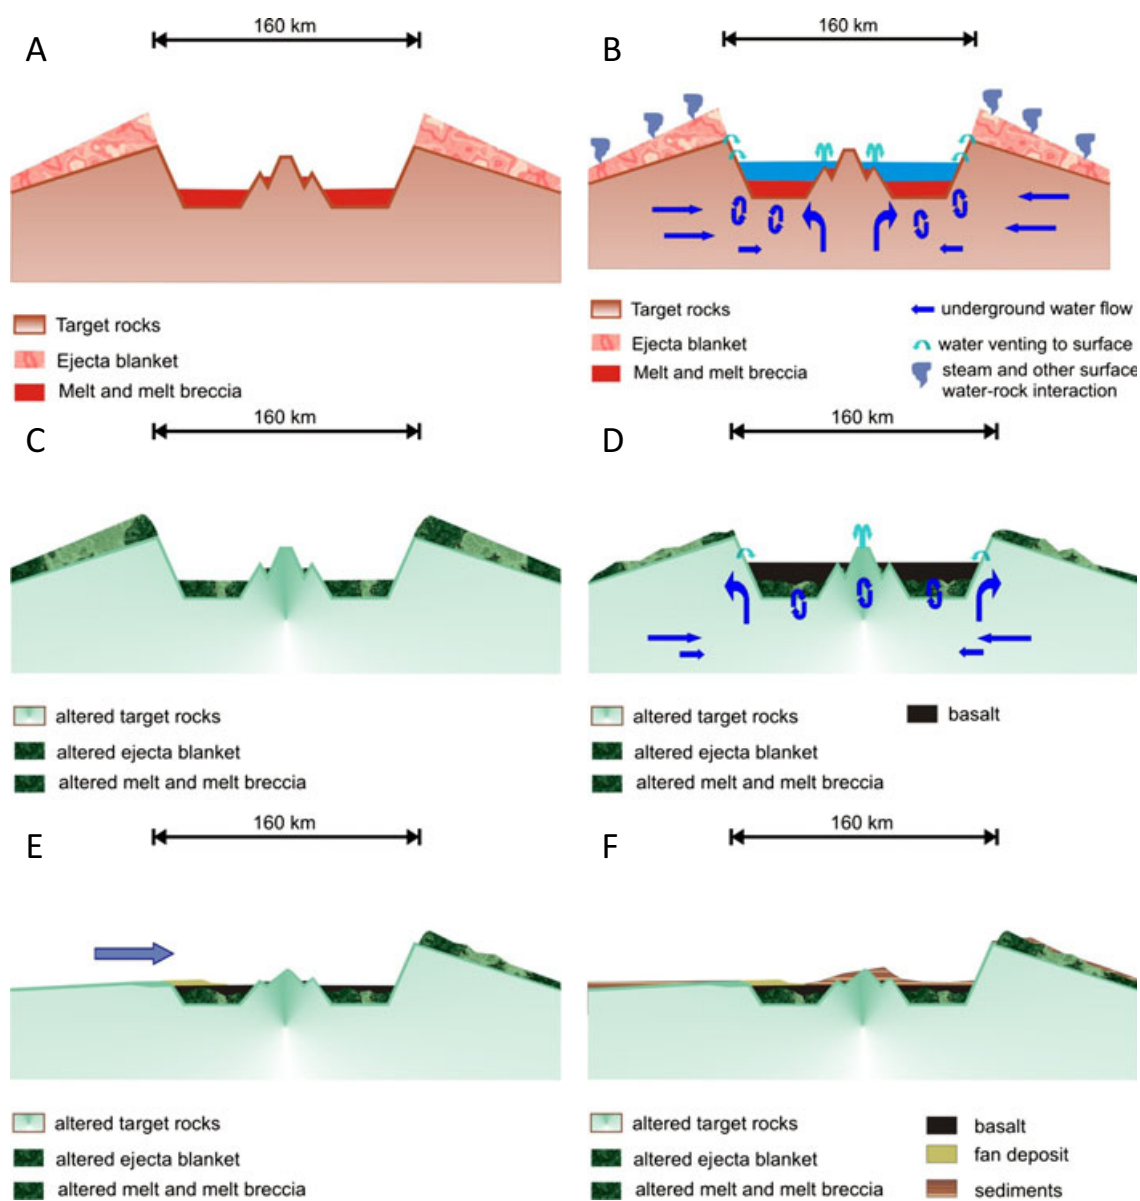 A
160 km
Target rocks
Ejecta blanket
Melt and melt breccia
B
160 km
Target rocks
Ejecta blanket
Melt and melt breccia
underground water flow
water venting to surface
steam and other surface
water-rock interaction
C
160 km
altered target rocks
altered ejecta blanket
altered melt and melt breccia
D
160 km
altered target rocks
altered ejecta blanket
altered melt and melt breccia
basalt
E
160 km
altered target rocks
altered ejecta blanket
altered melt and melt breccia
F
160 km
altered target rocks
altered ejecta blanket
altered melt and melt breccia
basalt
fan deposit
sediments